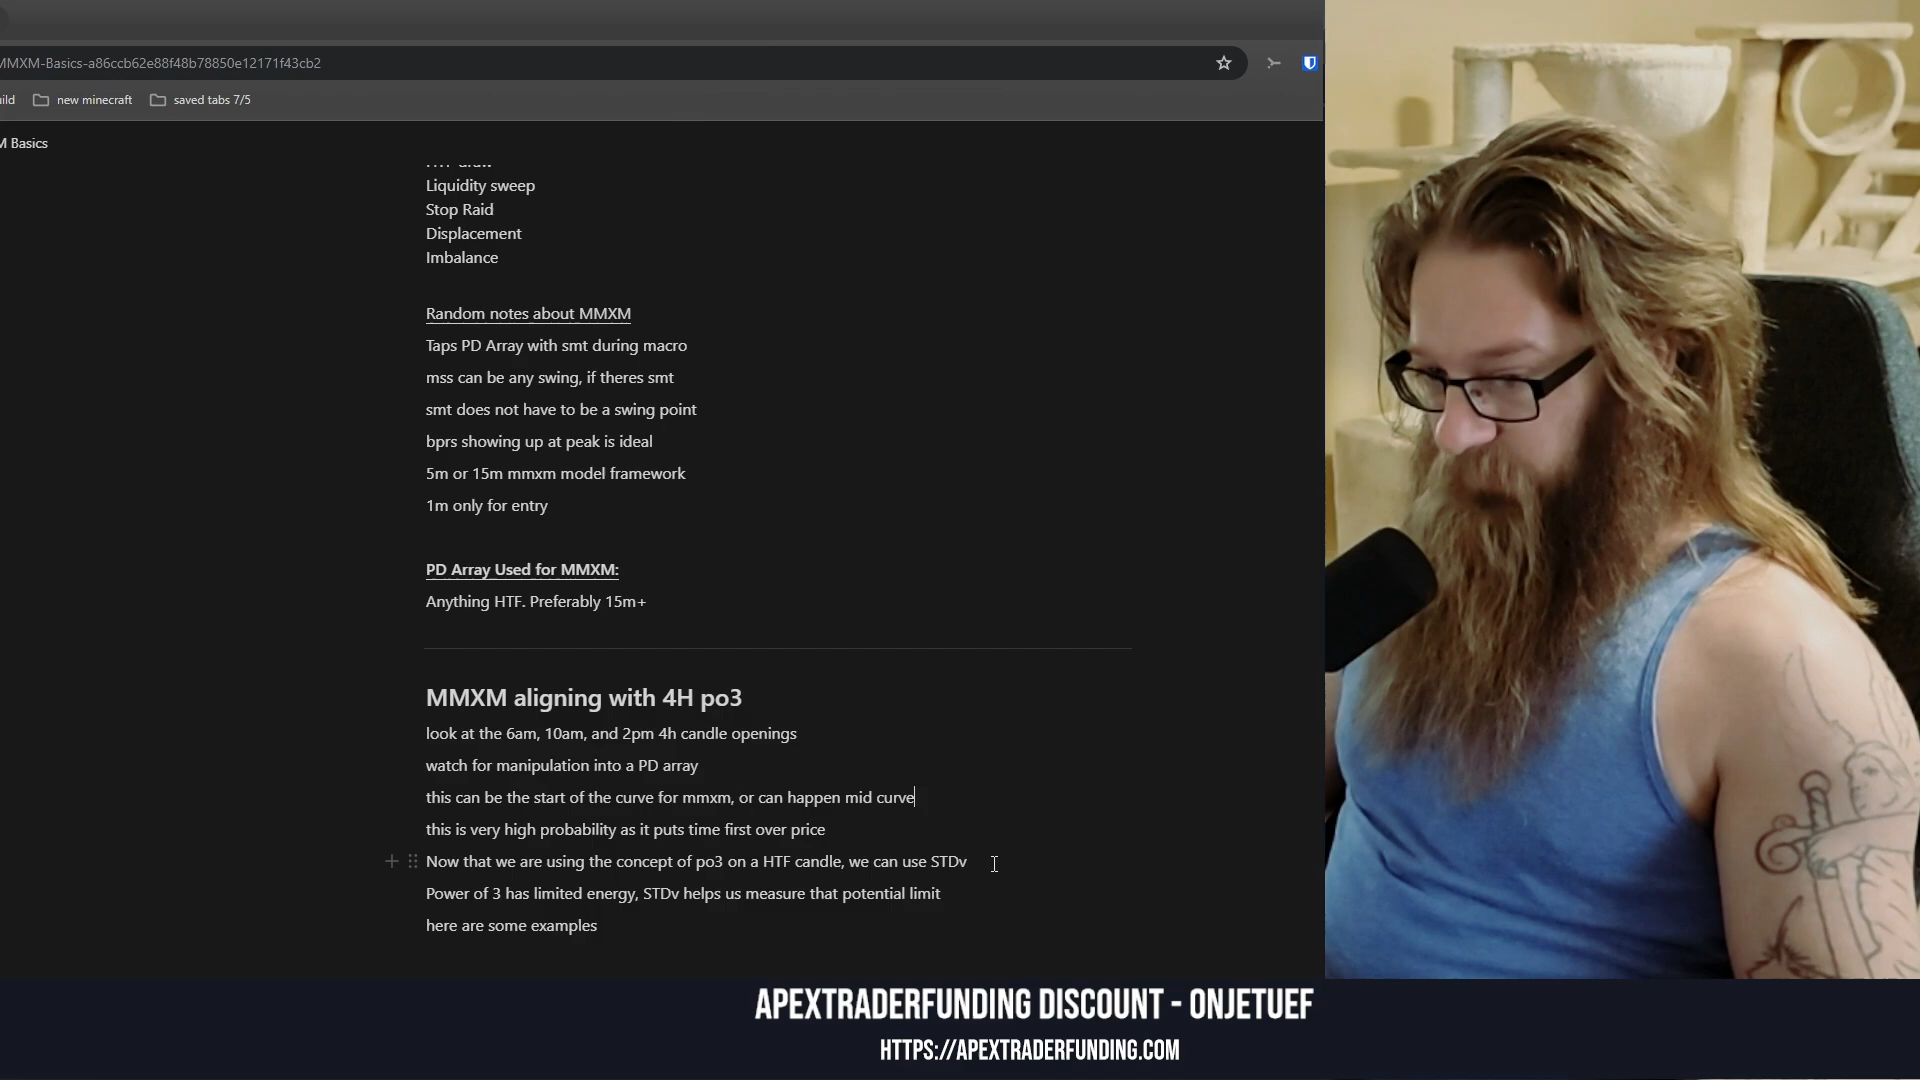 MMXM-Basics-a86ccb62e88f48b78850e12171f43cb2
new minecraft
saved tabs 7/5
Basics
Liquidity sweep
Stop Raid
Displacement
Imbalance
Random notes about MMXM
Taps PD Array with smt during macro
mss can be any swing, if theres smt
smt does not have to be a swing point
bprs showing up at peak is ideal
5m or 15m mmxm model framework
1m only for entry
PD Array Used for MMXM:
Anything HTF. Preferably 15m+
MMXM aligning with 4H po3
look at the 6am, 10am, and 2pm 4h candle openings
watch for manipulation into a PD array
this can be the start of the curve for mmxm, or can happen mid curve
this is very high probability as it puts time first over price
Now that we are using the concept of po3 on a HTF candle, we can use STDv
Power of 3 has limited energy, STDv helps us measure that potential limit
here are some examples
APEXTRADERFUNDING DISCOUNT - ONJETUEF
HTTPS://APEXTRADERFUNDING.COM